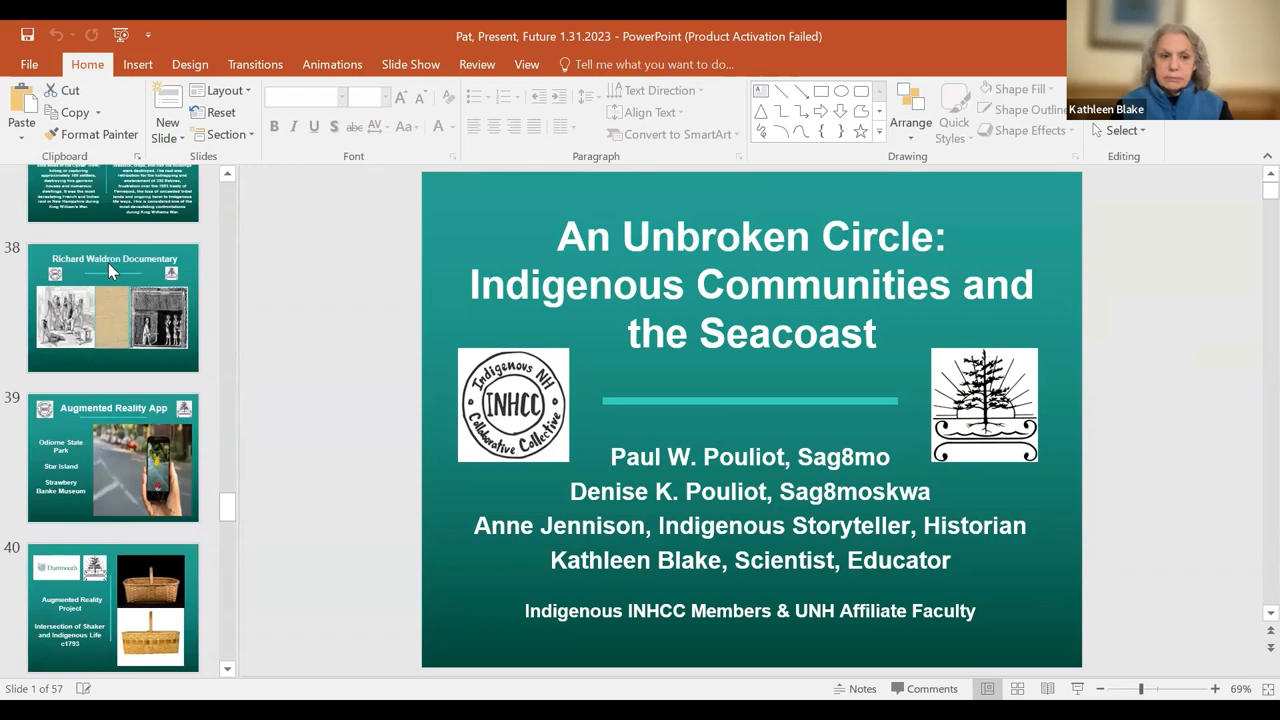 Pat, Present, Future 1.31.2023 - PowerPoint (Product Activation Failed)
File Home Insert Design Transitions Animations Slide Show Review View Tell me what you want to do...
Kathleen Blake
Paste
Cut
Copy
Format Painter
Clipboard
New Slide
Layout
Reset
Section
Slides
B I U S abc AV Aa A
Font
Text Direction
Align Text
Convert to SmartArt
Paragraph
Arrange
Quick Styles
Shape Fill
Shape Outlin
Shape Effects
Drawing
Select
Editing
38
Richard Waldron Documentary
39
Augmented Reality App
Odiorne State
Park
Star Island
Strawbery
Banke Museum
40
Dartmouth
Augmented Reality
Project
Intersection of Shaker
and Indigenous Life
c1793
An Unbroken Circle:
Indigenous Communities and
the Seacoast
Indigenous NH
INHCC
Collaborative Collective
Paul W. Pouliot, Sag8mo
Denise K. Pouliot, Sag8moskwa
Anne Jennison, Indigenous Storyteller, Historian
Kathleen Blake, Scientist, Educator
Indigenous INHCC Members & UNH Affiliate Faculty
Slide 1 of 57
Notes
Comments
69%